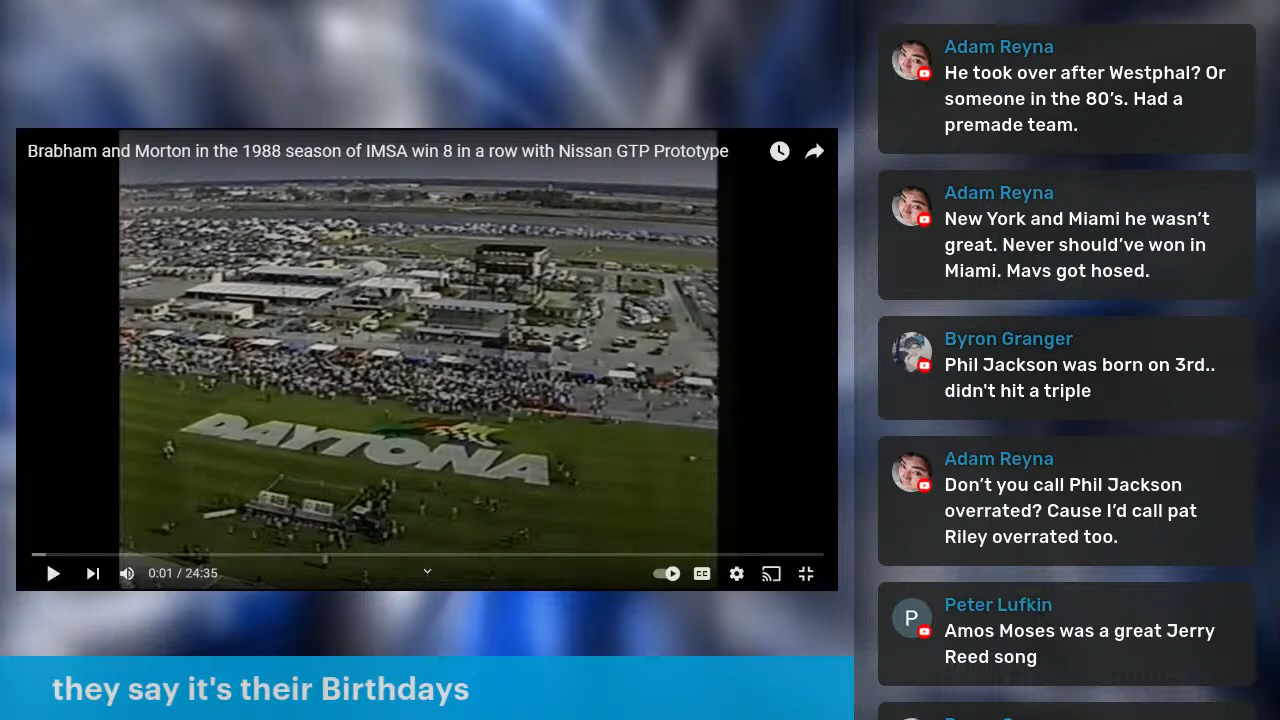 Brabham and Morton in the 1988 season of IMSA win 8 in a row with Nissan GTP Prototype
DAYTONA
0:01 / 24:35
CC
they say it's their Birthdays
Adam Reyna
He took over after Westphal? Or
someone in the 80’s. Had a
premade team.
Adam Reyna
New York and Miami he wasn’t
great. Never should’ve won in
Miami. Mavs got hosed.
Byron Granger
Phil Jackson was born on 3rd..
didn't hit a triple
Adam Reyna
Don’t you call Phil Jackson
overrated? Cause I’d call pat
Riley overrated too.
P
Peter Lufkin
Amos Moses was a great Jerry
Reed song